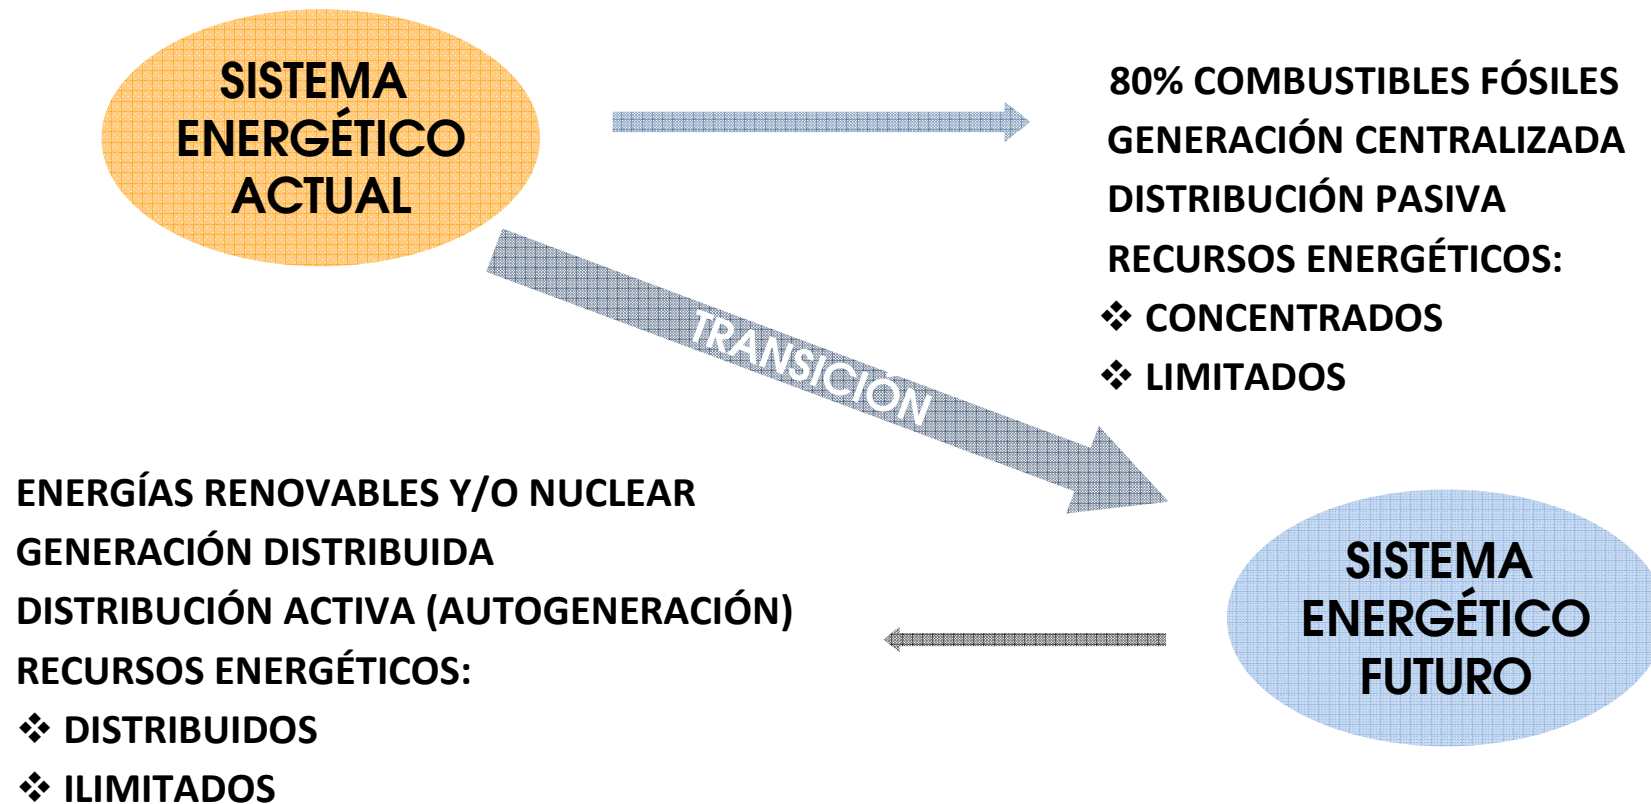 SISTEMA
ENERGÉTICO
ACTUAL
80% COMBUSTIBLES FÓSILES
GENERACIÓN CENTRALIZADA
DISTRIBUCIÓN PASIVA
RECURSOS ENERGÉTICOS:
❖ CONCENTRADOS
❖ LIMITADOS
TRANSICIÓN
ENERGÍAS RENOVABLES Y/O NUCLEAR
GENERACIÓN DISTRIBUIDA
DISTRIBUCIÓN ACTIVA (AUTOGENERACIÓN)
RECURSOS ENERGÉTICOS:
❖ DISTRIBUIDOS
❖ ILIMITADOS
SISTEMA
ENERGÉTICO
FUTURO